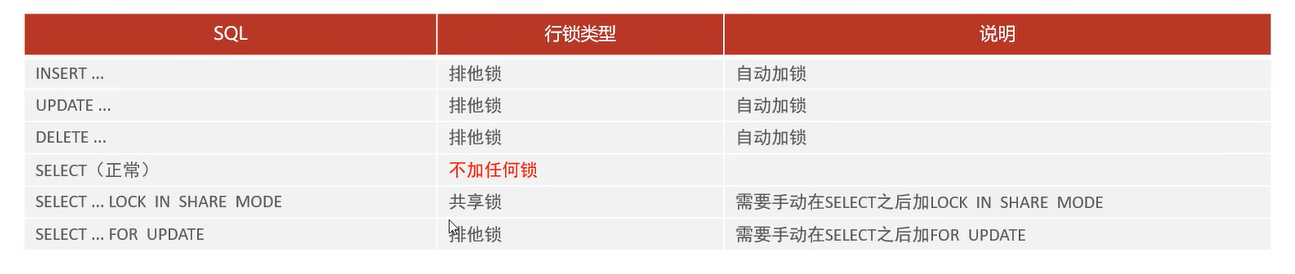 SQL 行锁类型 说明
INSERT ... 排他锁 自动加锁
UPDATE ... 排他锁 自动加锁
DELETE ... 排他锁 自动加锁
SELECT（正常） 不加任何锁
SELECT ... LOCK IN SHARE MODE 共享锁 需要手动在SELECT之后加LOCK IN SHARE MODE
SELECT ... FOR UPDATE 排他锁 需要手动在SELECT之后加FOR UPDATE